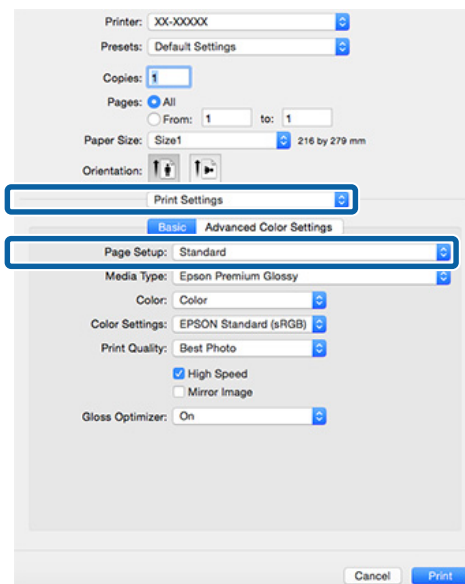 Printer: XX-XXXXX
Presets: Default Settings
Copies: 1
Pages: All
From: 1 to: 1
Paper Size: Size1 216 by 279 mm
Orientation:
Print Settings
Basic Advanced Color Settings
Page Setup: Standard
Media Type: Epson Premium Glossy
Color: Color
Color Settings: EPSON Standard (sRGB)
Print Quality: Best Photo
High Speed
Mirror Image
Gloss Optimizer: On
Cancel Print